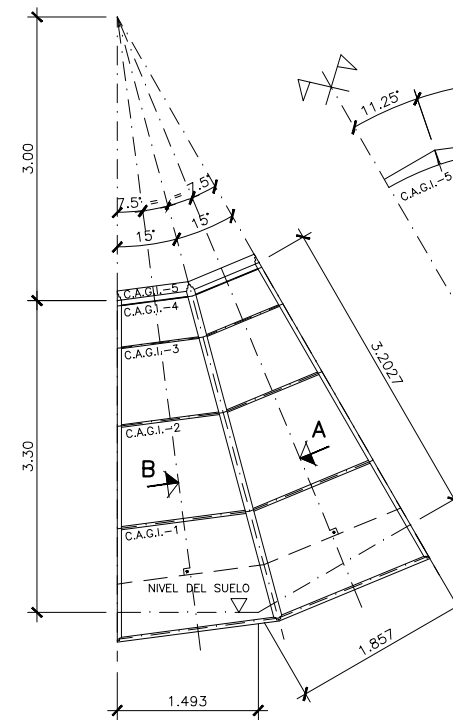 3.00
11.25°
C.A.G.I.-5
7.5° = = 7.5°
15° 15°
C.A.G.I.-5
C.A.G.I.-4
C.A.G.I.-3
3.2027
C.A.G.I.-2
A
3.30
B
C.A.G.I.-1
NIVEL DEL SUELO
1.857
1.493